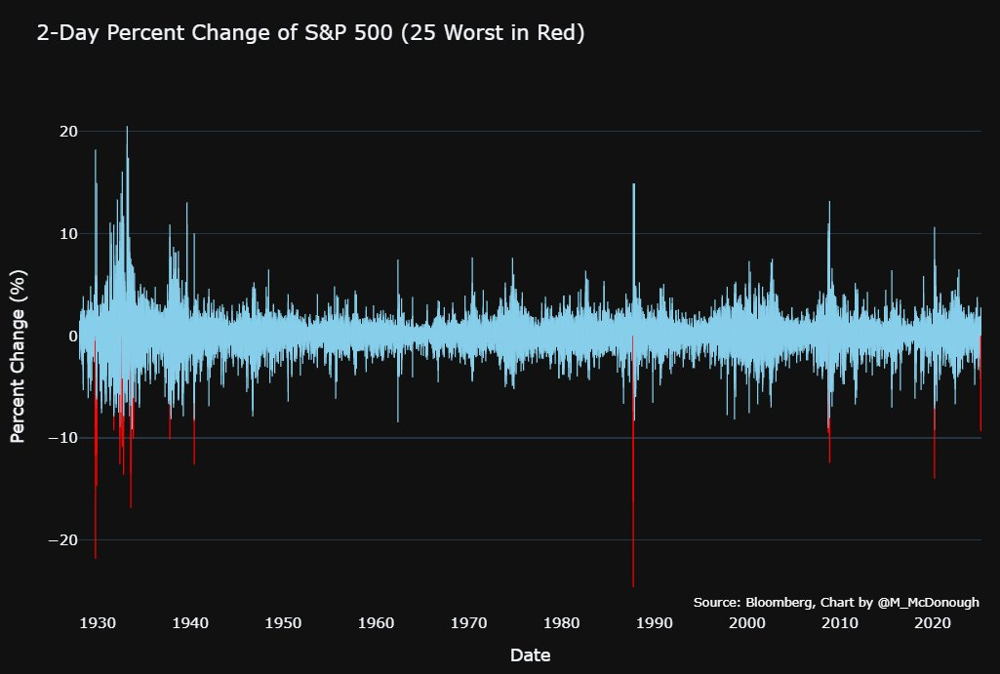 2-Day Percent Change of S&P 500 (25 Worst in Red)
20
10
0
−10
−20
Percent Change (%)
Source: Bloomberg, Chart by @M_McDonough
1930 1940 1950 1960 1970 1980 1990 2000 2010 2020
Date